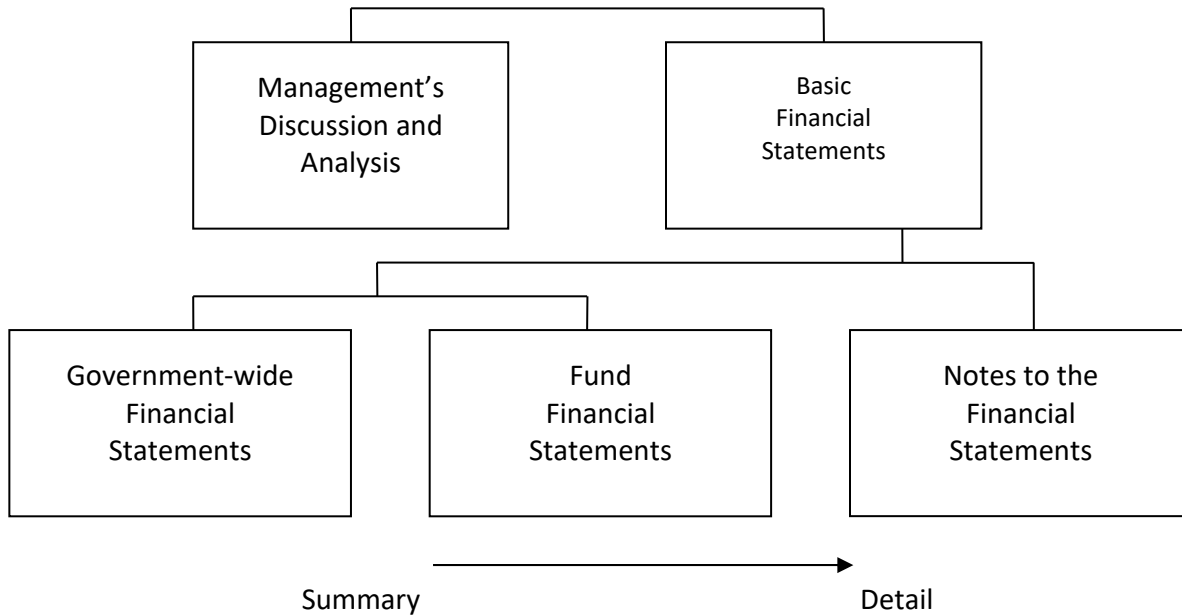 Management’s
Discussion and
Analysis
Basic
Financial
Statements
Government-wide
Financial
Statements
Fund
Financial
Statements
Notes to the
Financial
Statements
Summary
Detail